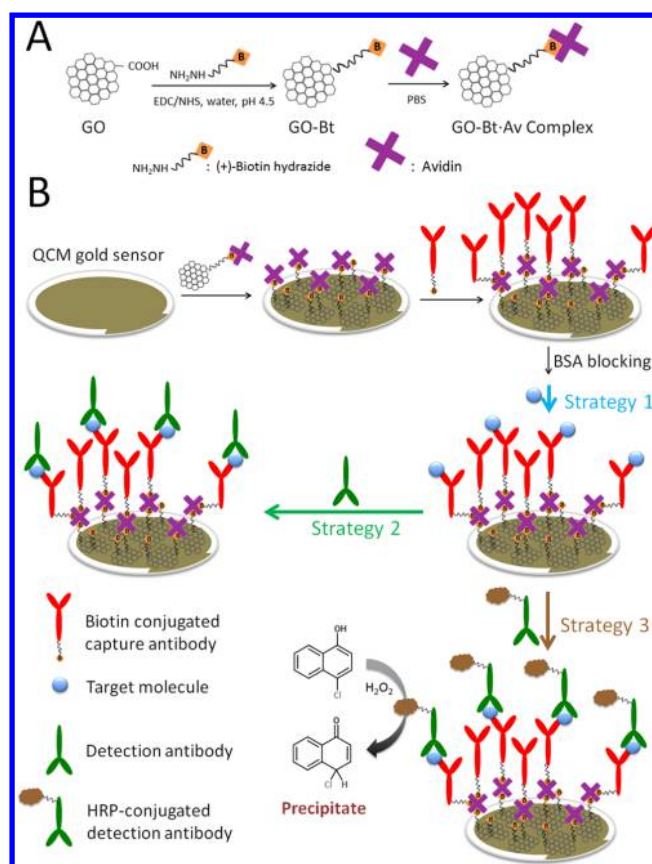 A
COOH
NH2NH
B
EDC/NHS, water, pH 4.5
GO
B
GO-Bt
PBS
B
GO-Bt·Av Complex
NH2NH
B
: (+)-Biotin hydrazide
: Avidin
B
QCM gold sensor
BSA blocking
Strategy 1
Strategy 2
Strategy 3
Biotin conjugated
capture antibody
Target molecule
Detection antibody
HRP-conjugated
detection antibody
OH
Cl
H2O2
O
Cl
H
Precipitate